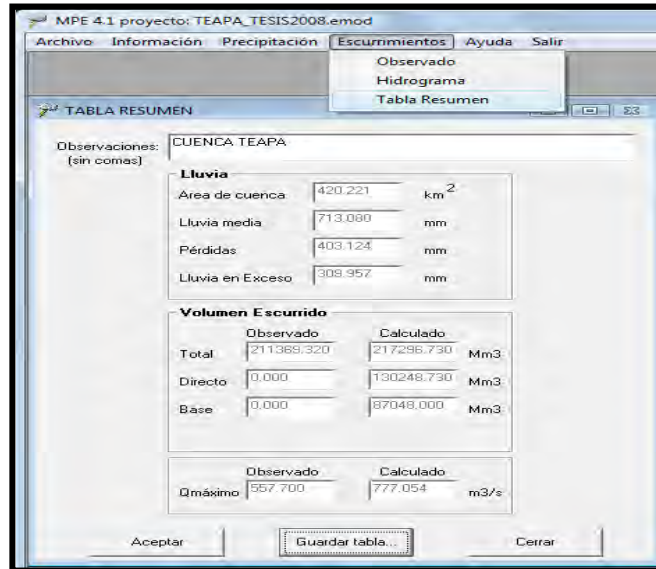 MPE 4.1 proyecto: TEAPA_TESIS2008.emod
Archivo Información Precipitación Escurrimientos Ayuda Salir
Observado
Hidrograma
Tabla Resumen
TABLA RESUMEN
Observaciones: CUENCA TEAPA
(sin comas)
Lluvia
Area de cuenca 420.221 km2
Lluvia media 713.080 mm
Pérdidas 403.124 mm
Lluvia en Exceso 309.957 mm
Volumen Escurrido
Observado Calculado
Total 211369.320 217296.730 Mm3
Directo 0.000 130248.730 Mm3
Base 0.000 87048.000 Mm3
Observado Calculado
Qmáximo 557.700 777.054 m3/s
Aceptar Guardar tabla... Cerrar